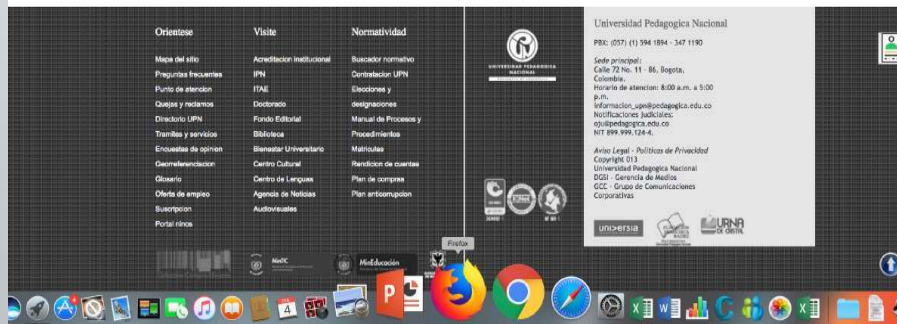 Orientese
Mapa del sitio
Preguntas frecuentes
Punto de atencion
Quejas y reclamos
Directorio UPN
Tramites y servicios
Encuestas de opinion
Georreferenciacion
Glosario
Oferta de empleo
Suscripcion
Portal ninos
Visite
Acreditacion institucional
IPN
ITAE
Doctorado
Fondo Editorial
Biblioteca
Bienestar Universitario
Centro Cultural
Centro de Lenguas
Agencia de Noticias
Audiovisuales
Normatividad
Buscador normativo
Contratacion UPN
Elecciones y
designaciones
Manual de Procesos y
Procedimientos
Matriculas
Rendicion de cuentas
Plan de compras
Plan anticorrupcion
UNIVERSIDAD PEDAGOGICA
NACIONAL
Universidad Pedagogica Nacional
PBX: (057) (1) 594 1894 - 347 1190
Sede principal:
Calle 72 No. 11 - 86, Bogota,
Colombia.
Horario de atencion: 8:00 a.m. a 5:00
p.m.
informacion_upn@pedagogica.edu.co
Notificaciones judiciales:
oju@pedagogica.edu.co
NIT 899.999.124-4.
Aviso Legal - Politicas de Privacidad
Copyright 013
Universidad Pedagogica Nacional
DGSI - Gerencia de Medios
GCC - Grupo de Comunicaciones
Corporativas
universia
URNA
DE CRISTAL
MinTIC
MinEducación
Firefox
P
4